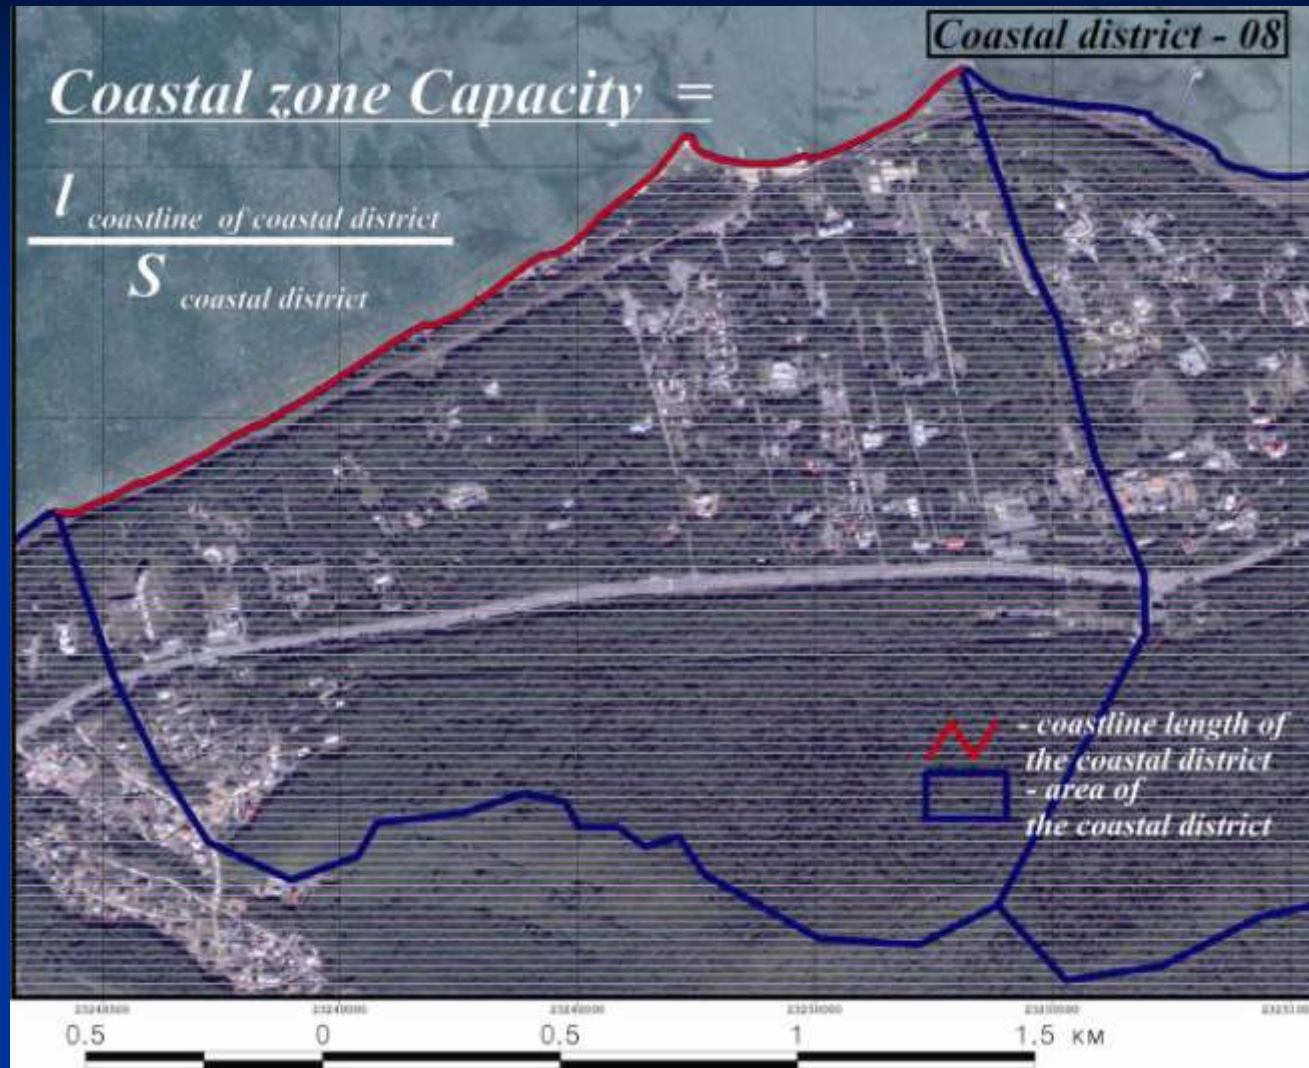 Coastal district - 08
Coastal zone Capacity =
l coastline of coastal district
S coastal district
- coastline length of
the coastal district
- area of
the coastal district
0.5 0 0.5 1 1.5 км